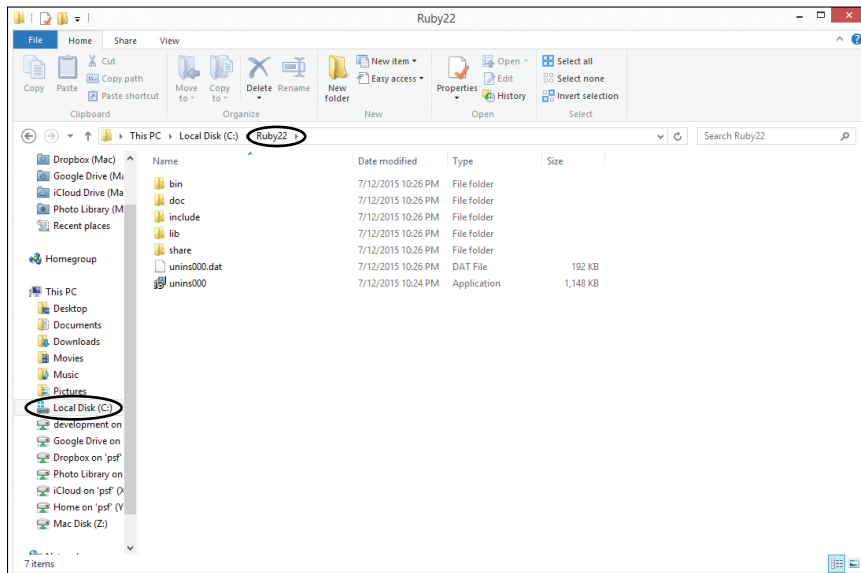 Ruby22
File Home Share View
Copy
Paste
Cut
Copy path
Paste shortcut
Clipboard
Move to
Copy to
Delete
Rename
Organize
New folder
New item
Easy access
New
Properties
Open
Edit
History
Open
Select all
Select none
Invert selection
Select
This PC Local Disk (C:) Ruby22
Search Ruby22
Dropbox (Mac)
Google Drive (Ma
iCloud Drive (Ma
Photo Library (M
Recent places
Homegroup
This PC
Desktop
Documents
Downloads
Movies
Music
Pictures
Local Disk (C:)
development on
Google Drive on
Dropbox on 'psf'
Photo Library on
iCloud on 'psf' (X
Home on 'psf' (Y
Mac Disk (Z:)
Name Date modified Type Size
bin 7/12/2015 10:26 PM File folder
doc 7/12/2015 10:26 PM File folder
include 7/12/2015 10:26 PM File folder
lib 7/12/2015 10:26 PM File folder
share 7/12/2015 10:26 PM File folder
unins000.dat 7/12/2015 10:26 PM DAT File 192 KB
unins000 7/12/2015 10:24 PM Application 1,148 KB
7 items